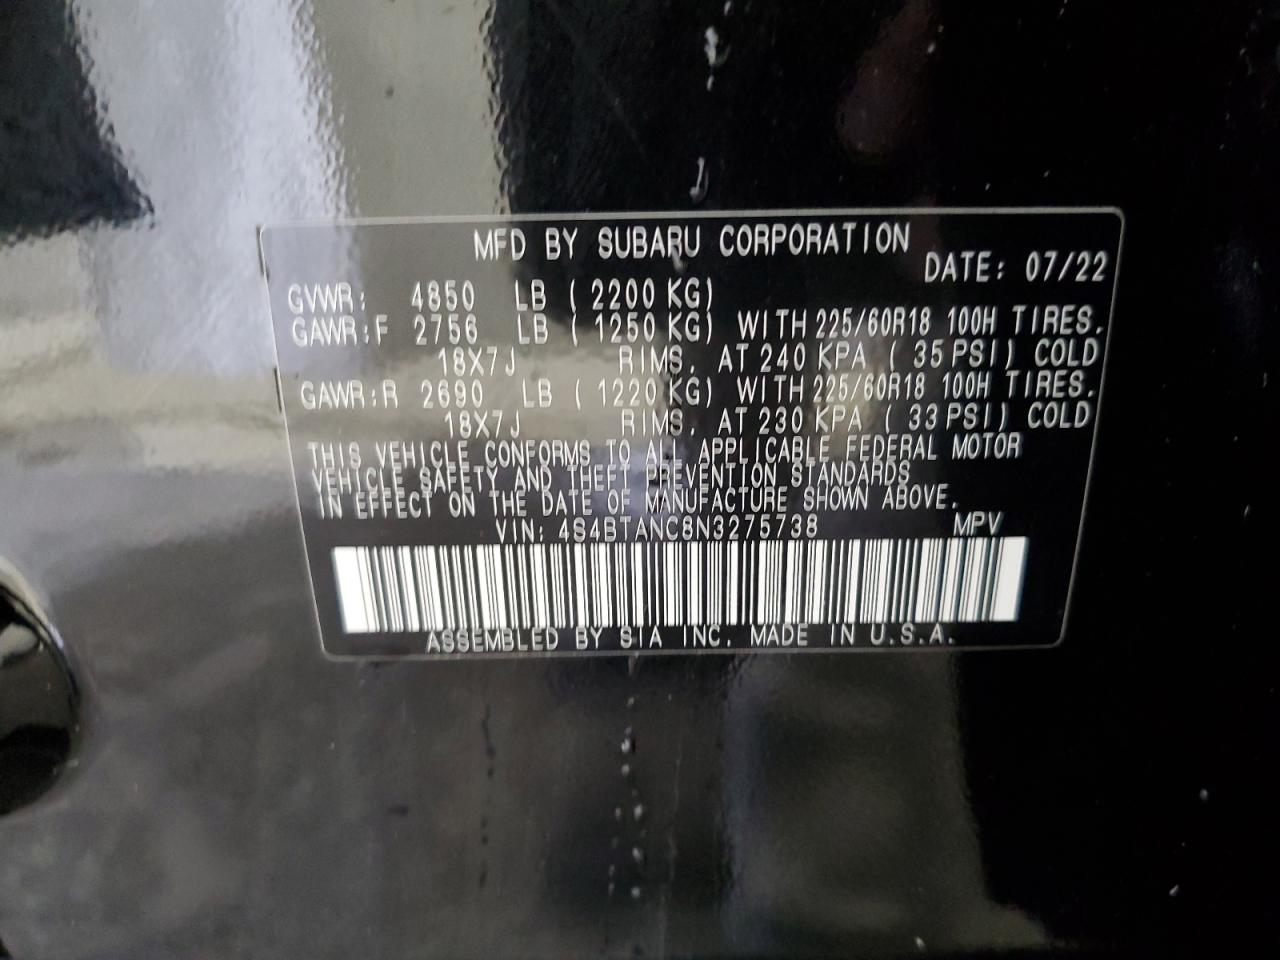 MFD BY SUBARU CORPORATION
DATE: 07/22
GVWR: 4850 LB (2200 KG)
GAWR:F 2756 LB (1250 KG) WITH 225/60R18 100H TIRES.
18X7J RIMS. AT 240 KPA (35 PSI) COLD
GAWR:R 2690 LB (1220 KG) WITH 225/60R18 100H TIRES.
18X7J RIMS. AT 230 KPA (33 PSI) COLD
THIS VEHICLE CONFORMS TO ALL APPLICABLE FEDERAL MOTOR
VEHICLE SAFETY AND THEFT PREVENTION STANDARDS
IN EFFECT ON THE DATE OF MANUFACTURE SHOWN ABOVE.
VIN: 4S4BTANC8N3275738 MPV
ASSEMBLED BY SIA INC. MADE IN U.S.A.